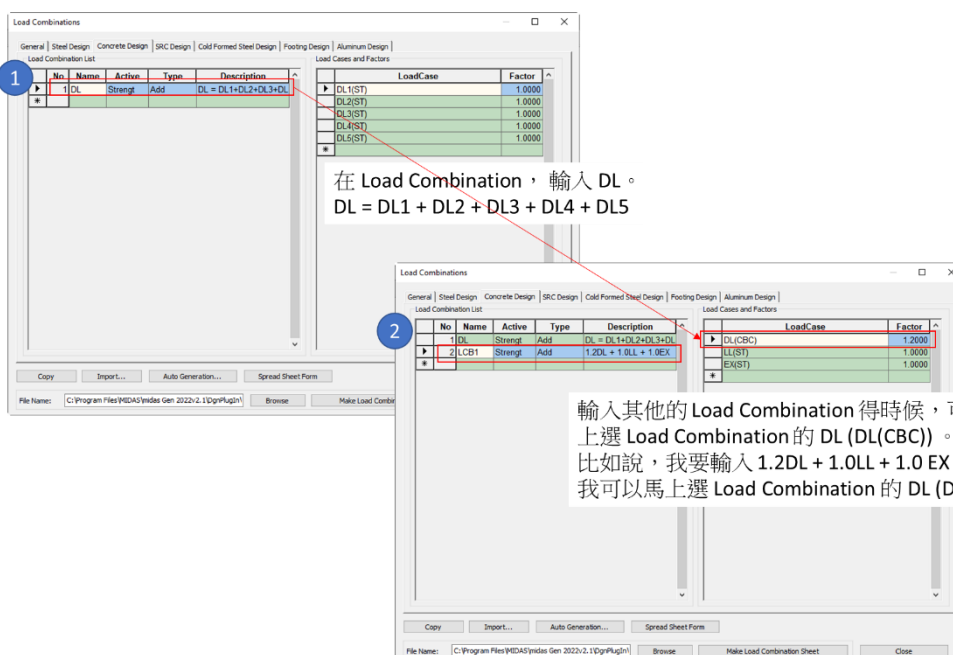 Load Combinations
General | Steel Design | Concrete Design | SRC Design | Cold Formed Steel Design | Footing Design | Aluminum Design
Load Combination List
No Name Active Type Description
1 DL Strengt Add DL = DL1+DL2+DL3+DL
*
1
Load Cases and Factors
LoadCase Factor
DL1(ST) 1.0000
DL2(ST) 1.0000
DL3(ST) 1.0000
DL4(ST) 1.0000
DL5(ST) 1.0000
*
在 Load Combination， 輸入 DL。
DL = DL1 + DL2 + DL3 + DL4 + DL5
Copy Import... Auto Generation... Spread Sheet Form
File Name: C:\Program Files\MIDAS\midas Gen 2022v2.1\DgnPlugIn\ Browse Make Load Combin
Load Combinations
General | Steel Design | Concrete Design | SRC Design | Cold Formed Steel Design | Footing Design | Aluminum Design
Load Combination List
No Name Active Type Description
1 DL Strengt Add DL = DL1+DL2+DL3+DL
2 LCB1 Strengt Add 1.2DL + 1.0LL + 1.0EX
*
2
Load Cases and Factors
LoadCase Factor
DL(CBC) 1.2000
LL(ST) 1.0000
EX(ST) 1.0000
*
輸入其他的 Load Combination 得時候，可
上選 Load Combination 的 DL (DL(CBC)) 。
比如說，我要輸入 1.2DL + 1.0LL + 1.0 EX
我可以馬上選 Load Combination 的 DL (D
Copy Import... Auto Generation... Spread Sheet Form
File Name: C:\Program Files\MIDAS\midas Gen 2022v2.1\DgnPlugIn\ Browse Make Load Combination Sheet Close